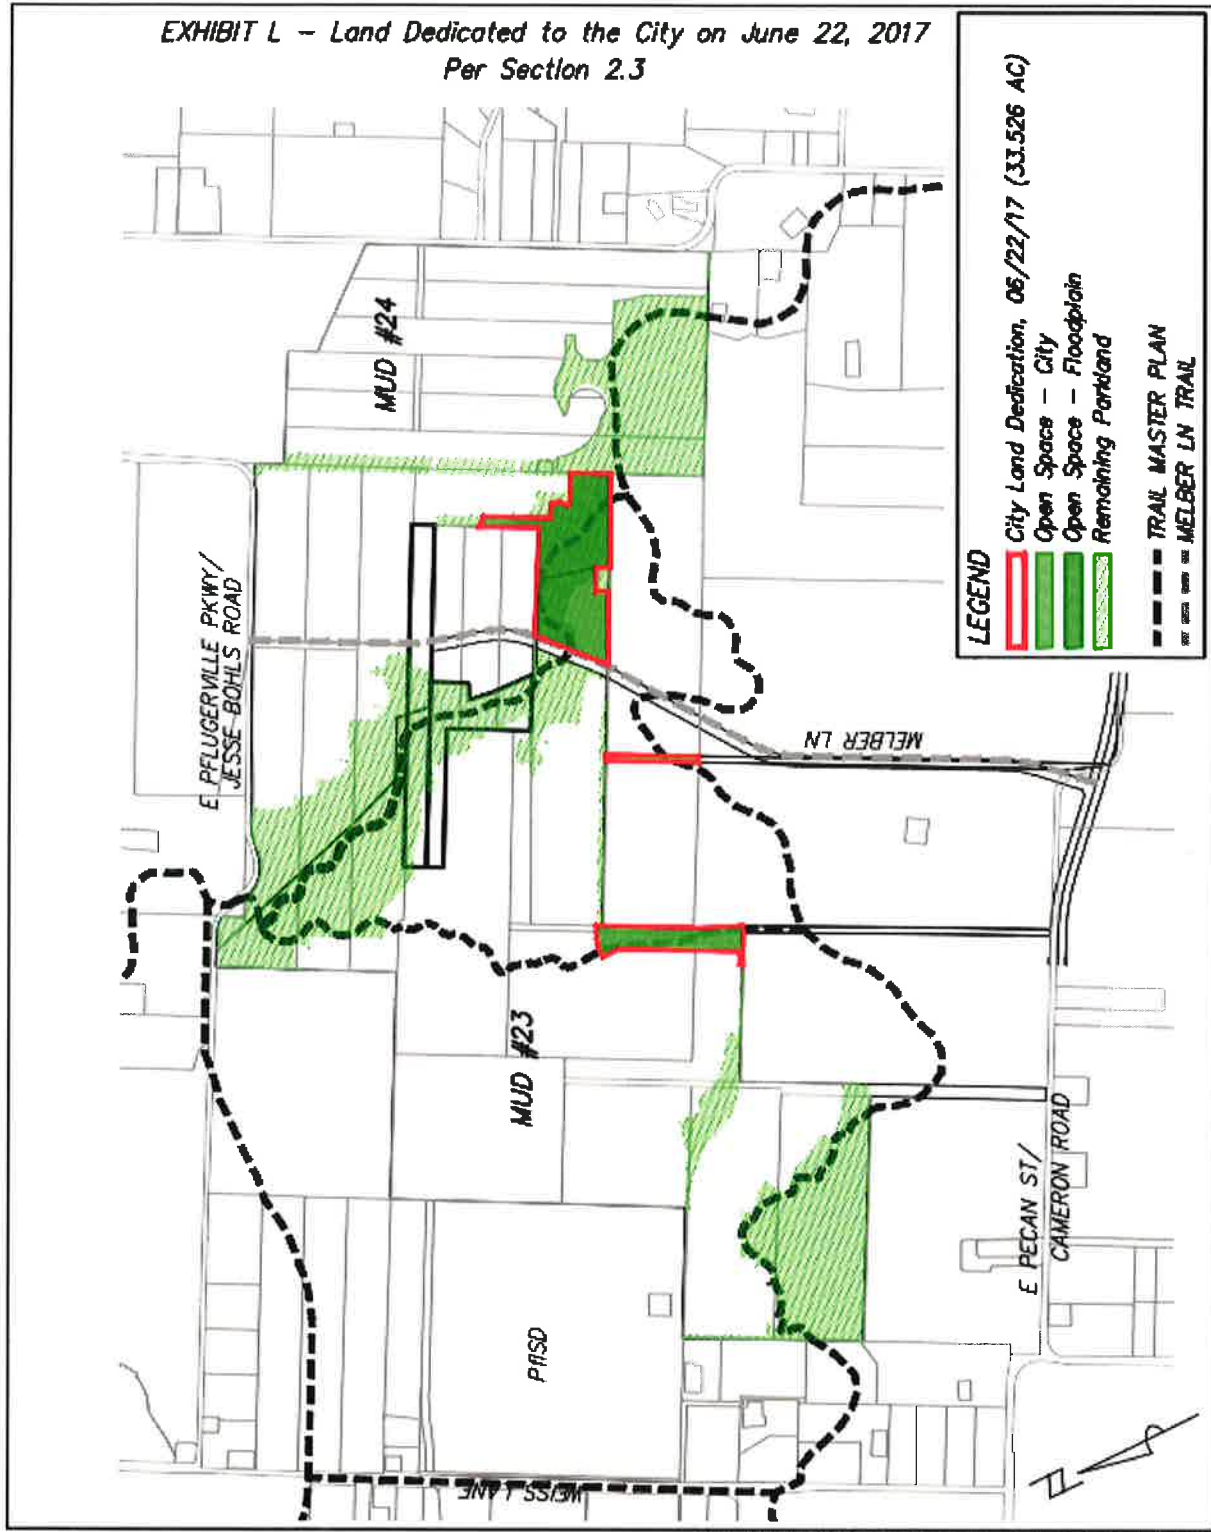 EXHIBIT L – Land Dedicated to the City on June 22, 2017
Per Section 2.3
LEGEND
City Land Dedication, 06/22/17 (33.526 AC)
Open Space – City
Open Space – Floodplain
Remaining Parkland
TRAIL MASTER PLAN
MELBER LN TRAIL
MUD #24
E PFLUGERVILLE PKWY/
JESSE BOHLS ROAD
MELBER LN
MUD #23
E PECAN ST/
CAMERON ROAD
PfISD
WEISS LANE
N